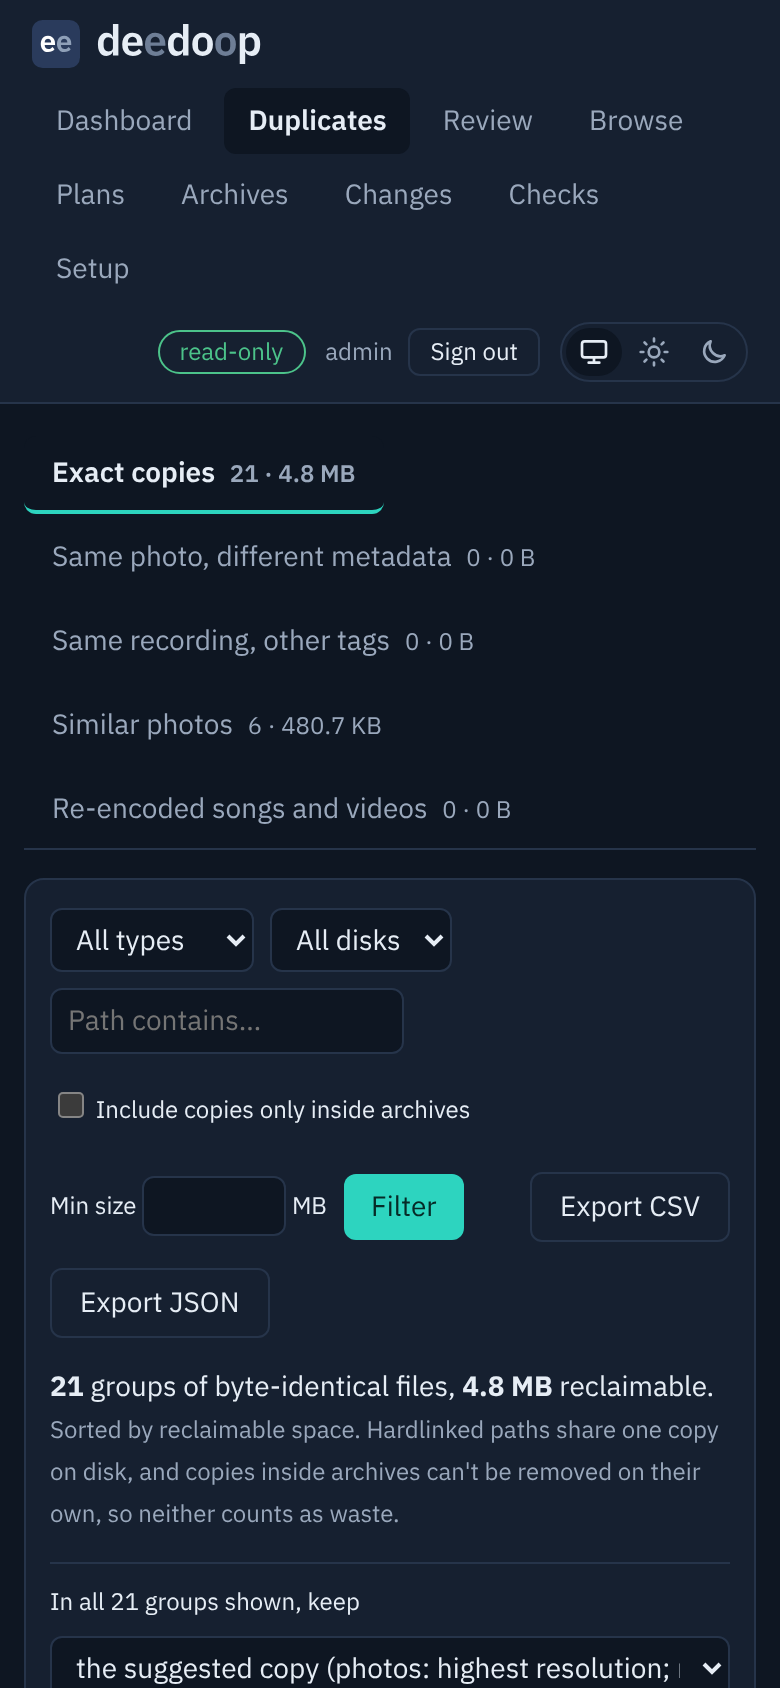 ee deedoop
Dashboard Duplicates Review Browse
Plans Archives Changes Checks
Setup
read-only admin Sign out
Exact copies 21 · 4.8 MB
Same photo, different metadata 0 · 0 B
Same recording, other tags 0 · 0 B
Similar photos 6 · 480.7 KB
Re-encoded songs and videos 0 · 0 B
All types All disks
Path contains...
Include copies only inside archives
Min size MB Filter Export CSV
Export JSON
21 groups of byte-identical files, 4.8 MB reclaimable.
Sorted by reclaimable space. Hardlinked paths share one copy
on disk, and copies inside archives can't be removed on their
own, so neither counts as waste.
In all 21 groups shown, keep
the suggested copy (photos: highest resolution;